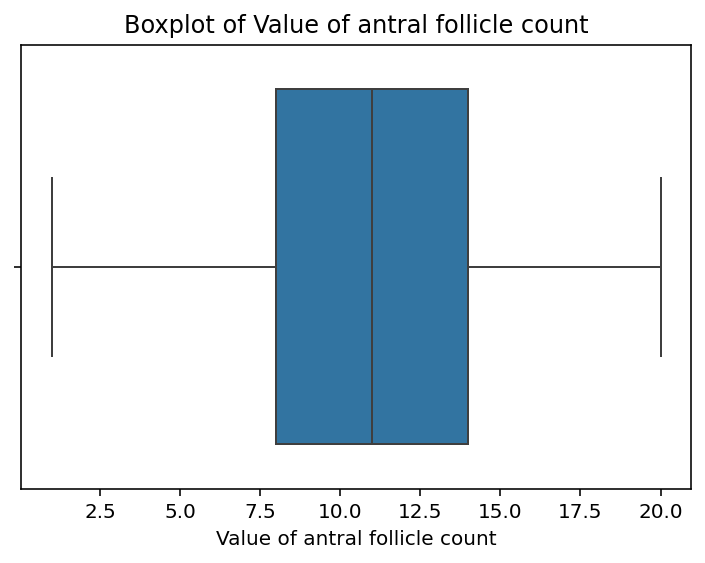 Boxplot of Value of antral follicle count
2.5 5.0 7.5 10.0 12.5 15.0 17.5 20.0
Value of antral follicle count